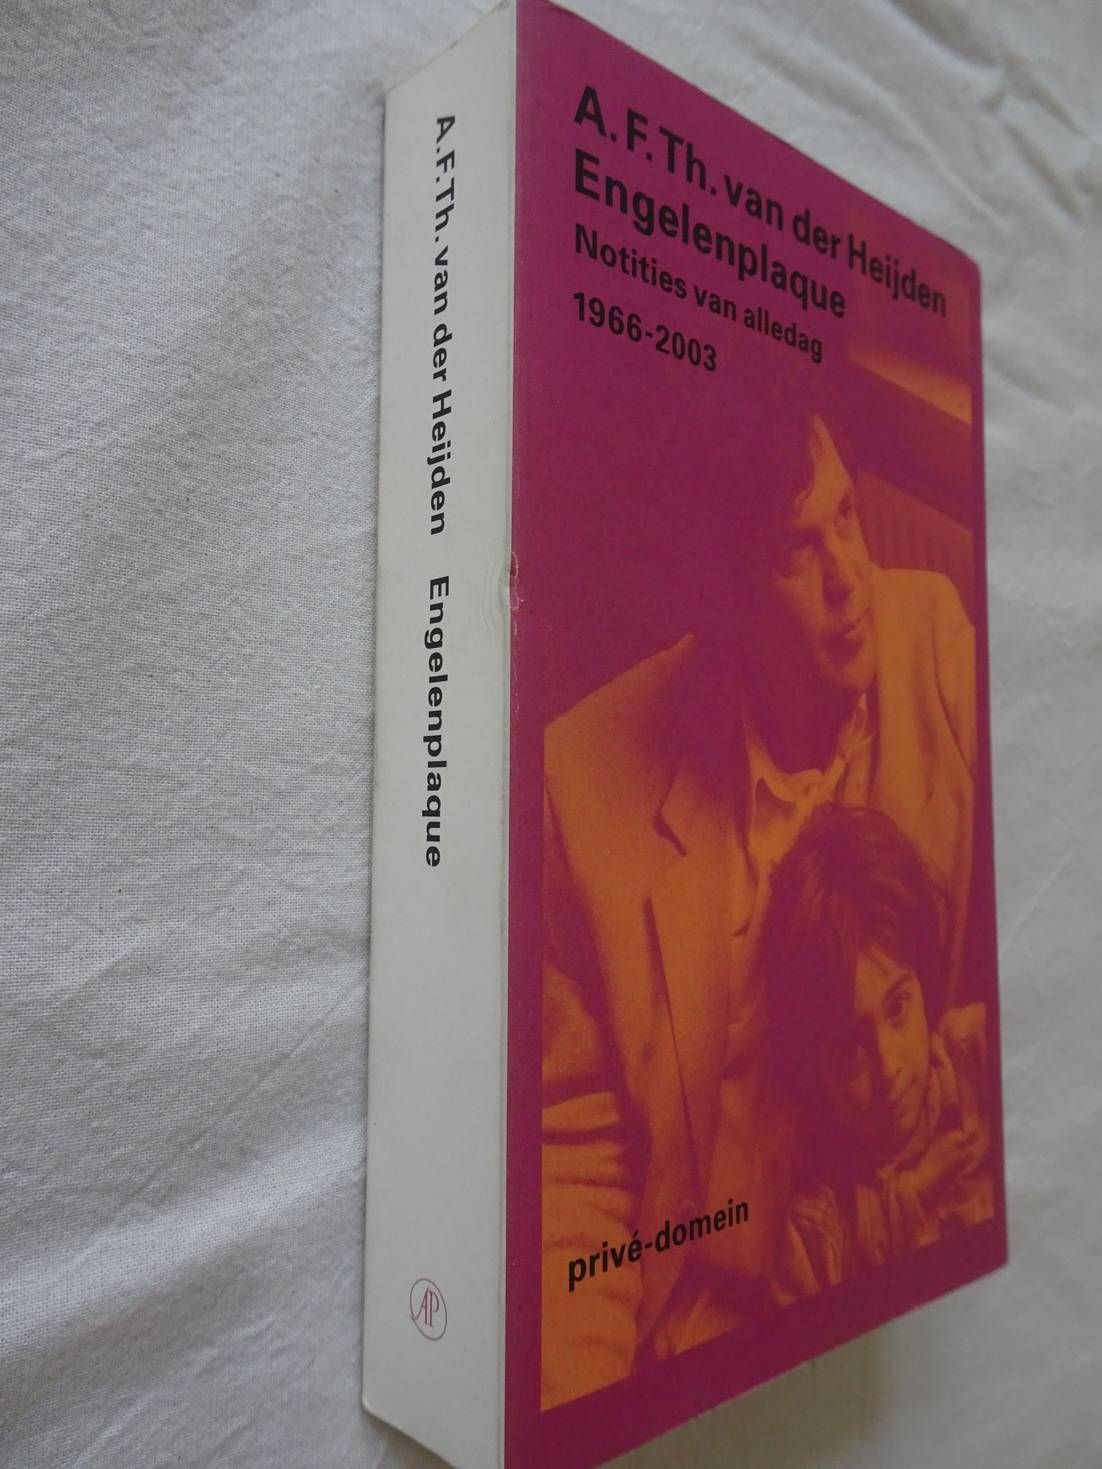 A.F.Th. van der Heijden Engelenplaque
AP
A.F.Th. van der Heijden
Engelenplaque
Notities van alledag
1966-2003
privé-domein